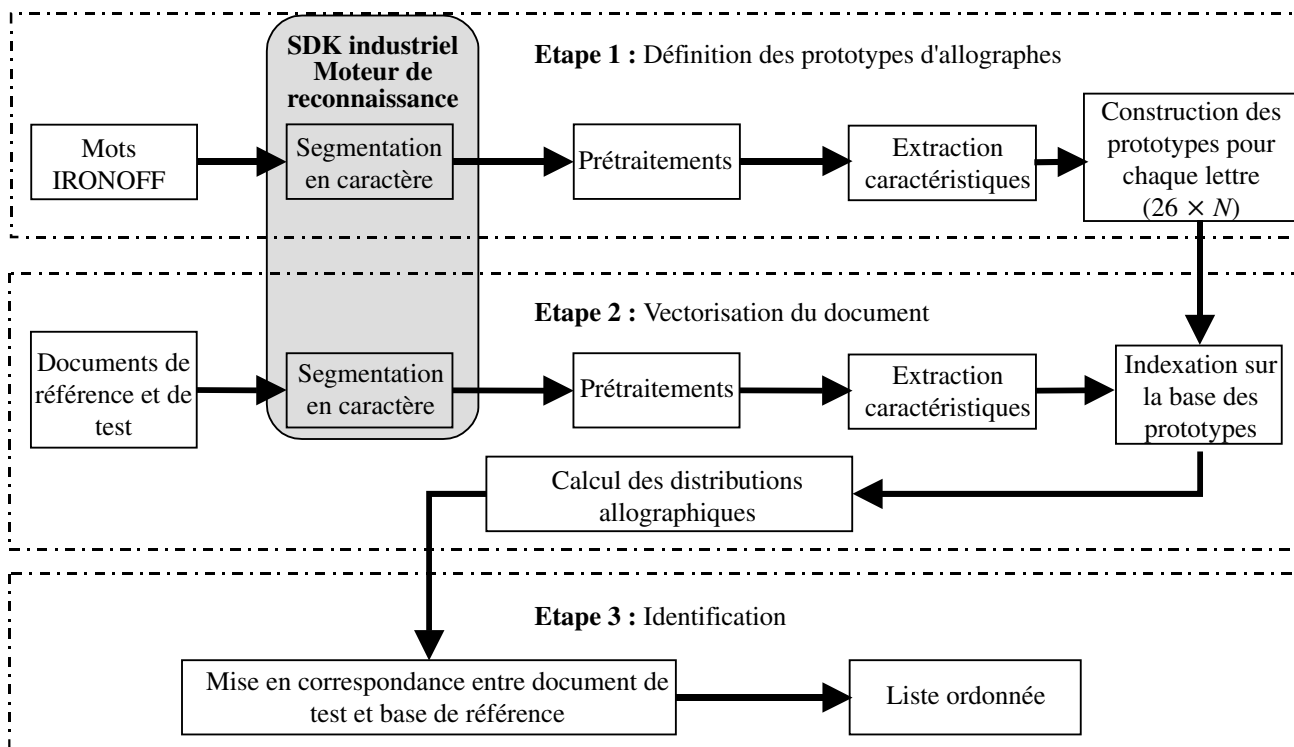 SDK industriel
Moteur de
reconnaissance
Etape 1 : Définition des prototypes d'allographes
Mots
IRONOFF
Segmentation
en caractère
Prétraitements
Extraction
caractéristiques
Construction des
prototypes pour
chaque lettre
(26 × N)
Etape 2 : Vectorisation du document
Documents de
référence et de
test
Segmentation
en caractère
Prétraitements
Extraction
caractéristiques
Indexation sur
la base des
prototypes
Calcul des distributions
allographiques
Etape 3 : Identification
Mise en correspondance entre document de
test et base de référence
Liste ordonnée